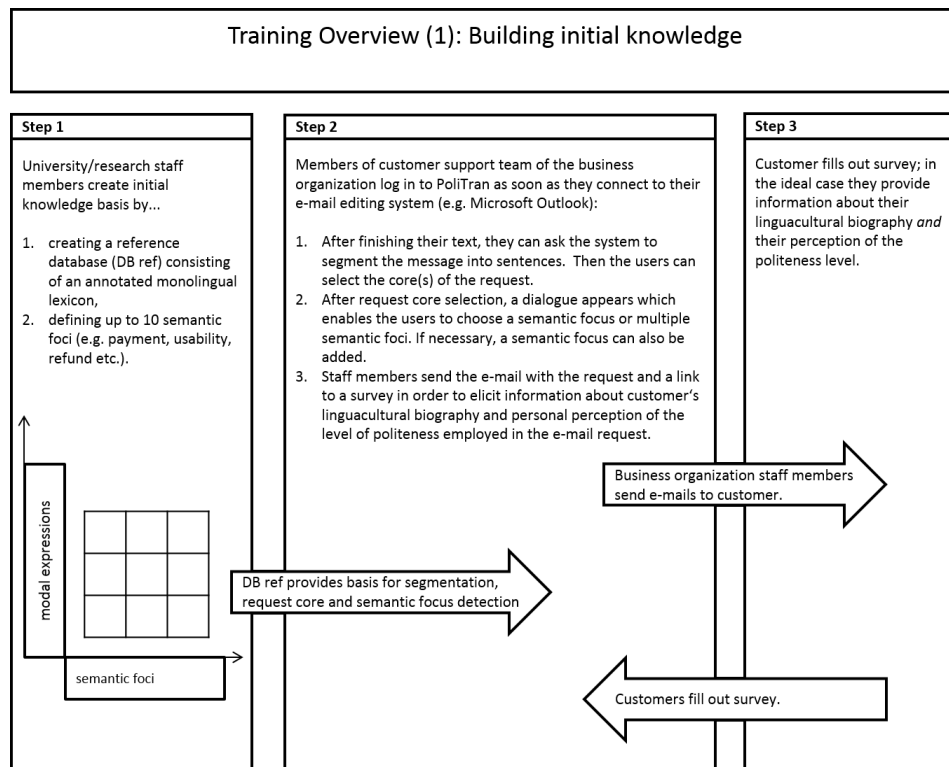 Training Overview (1): Building initial knowledge
Step 1
University/research staff
members create initial
knowledge basis by...
1. creating a reference
database (DB ref) consisting
of an annotated monolingual
lexicon,
2. defining up to 10 semantic
foci (e.g. payment, usability,
refund etc.).
modal expressions
semantic foci
Step 2
Members of customer support team of the business
organization log in to PoliTran as soon as they connect to their
e-mail editing system (e.g. Microsoft Outlook):
1. After finishing their text, they can ask the system to
segment the message into sentences. Then the users can
select the core(s) of the request.
2. After request core selection, a dialogue appears which
enables the users to choose a semantic focus or multiple
semantic foci. If necessary, a semantic focus can also be
added.
3. Staff members send the e-mail with the request and a link
to a survey in order to elicit information about customer‘s
linguacultural biography and personal perception of the
level of politeness employed in the e-mail request.
DB ref provides basis for segmentation,
request core and semantic focus detection
Step 3
Customer fills out survey; in
the ideal case they provide
information about their
linguacultural biography and
their perception of the
politeness level.
Business organization staff members
send e-mails to customer.
Customers fill out survey.